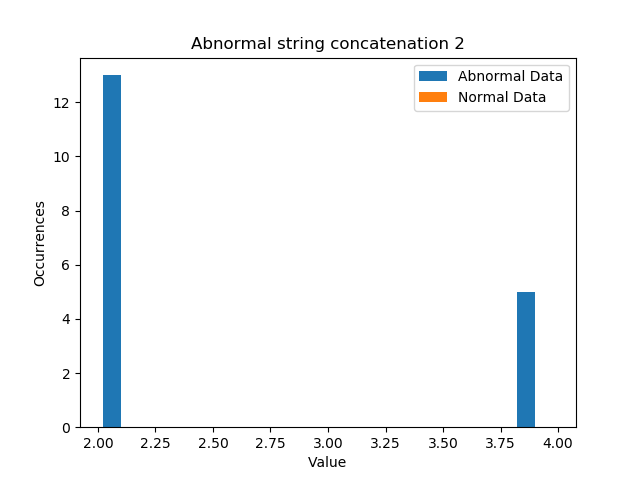 Abnormal string concatenation 2
Abnormal Data
Normal Data
Occurrences
12
10
8
6
4
2
0
2.00 2.25 2.50 2.75 3.00 3.25 3.50 3.75 4.00
Value